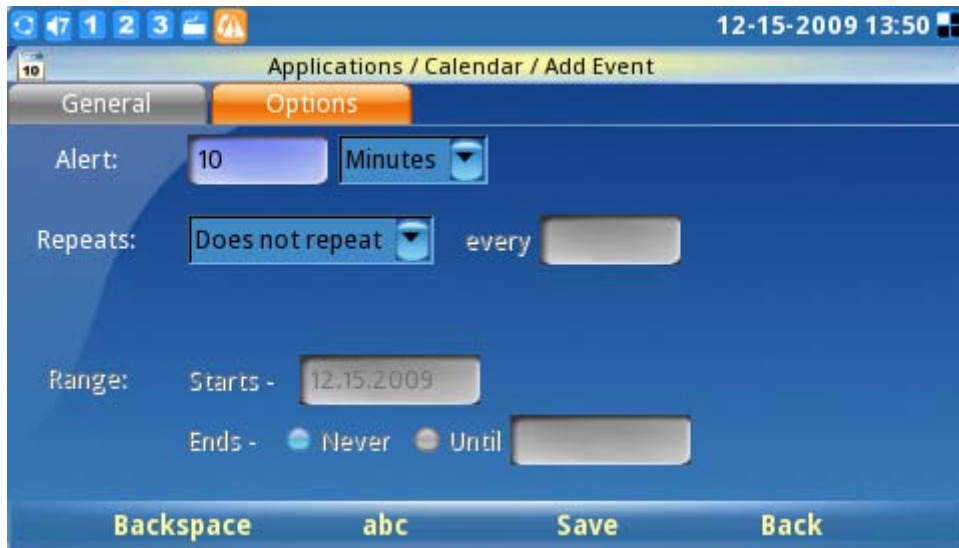 7 1 2 3 12-15-2009 13:50
10 Applications / Calendar / Add Event
General Options
Alert: 10 Minutes
Repeats: Does not repeat every
Range: Starts - 12.15.2009
Ends - Never Until
Backspace abc Save Back